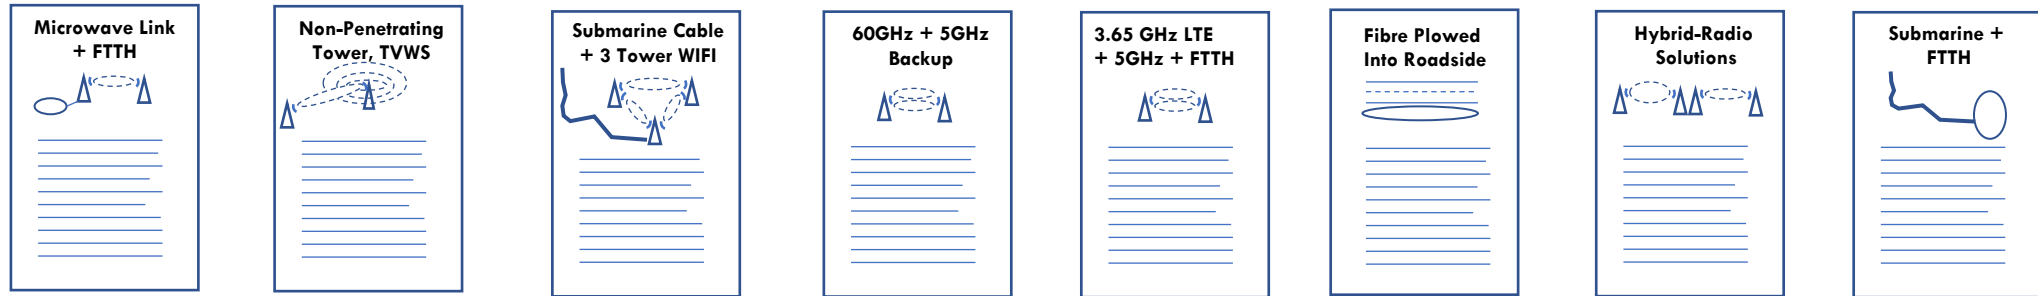 Microwave Link
+ FTTH
Non-Penetrating
Tower, TVWS
Submarine Cable
+ 3 Tower WIFI
60GHz + 5GHz
Backup
3.65 GHz LTE
+ 5GHz + FTTH
Fibre Plowed
Into Roadside
Hybrid-Radio
Solutions
Submarine +
FTTH